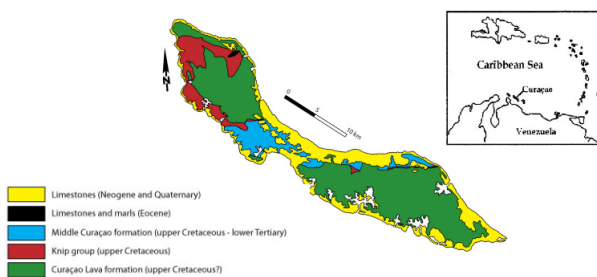 N
0
5
10 km
Caribbean Sea
Curaçao
Venezuela
Limestones (Neogene and Quaternary)
Limestones and marls (Eocene)
Middle Curaçao formation (upper Cretaceous - lower Tertiary)
Knip group (upper Cretaceous)
Curaçao Lava formation (upper Cretaceous?)